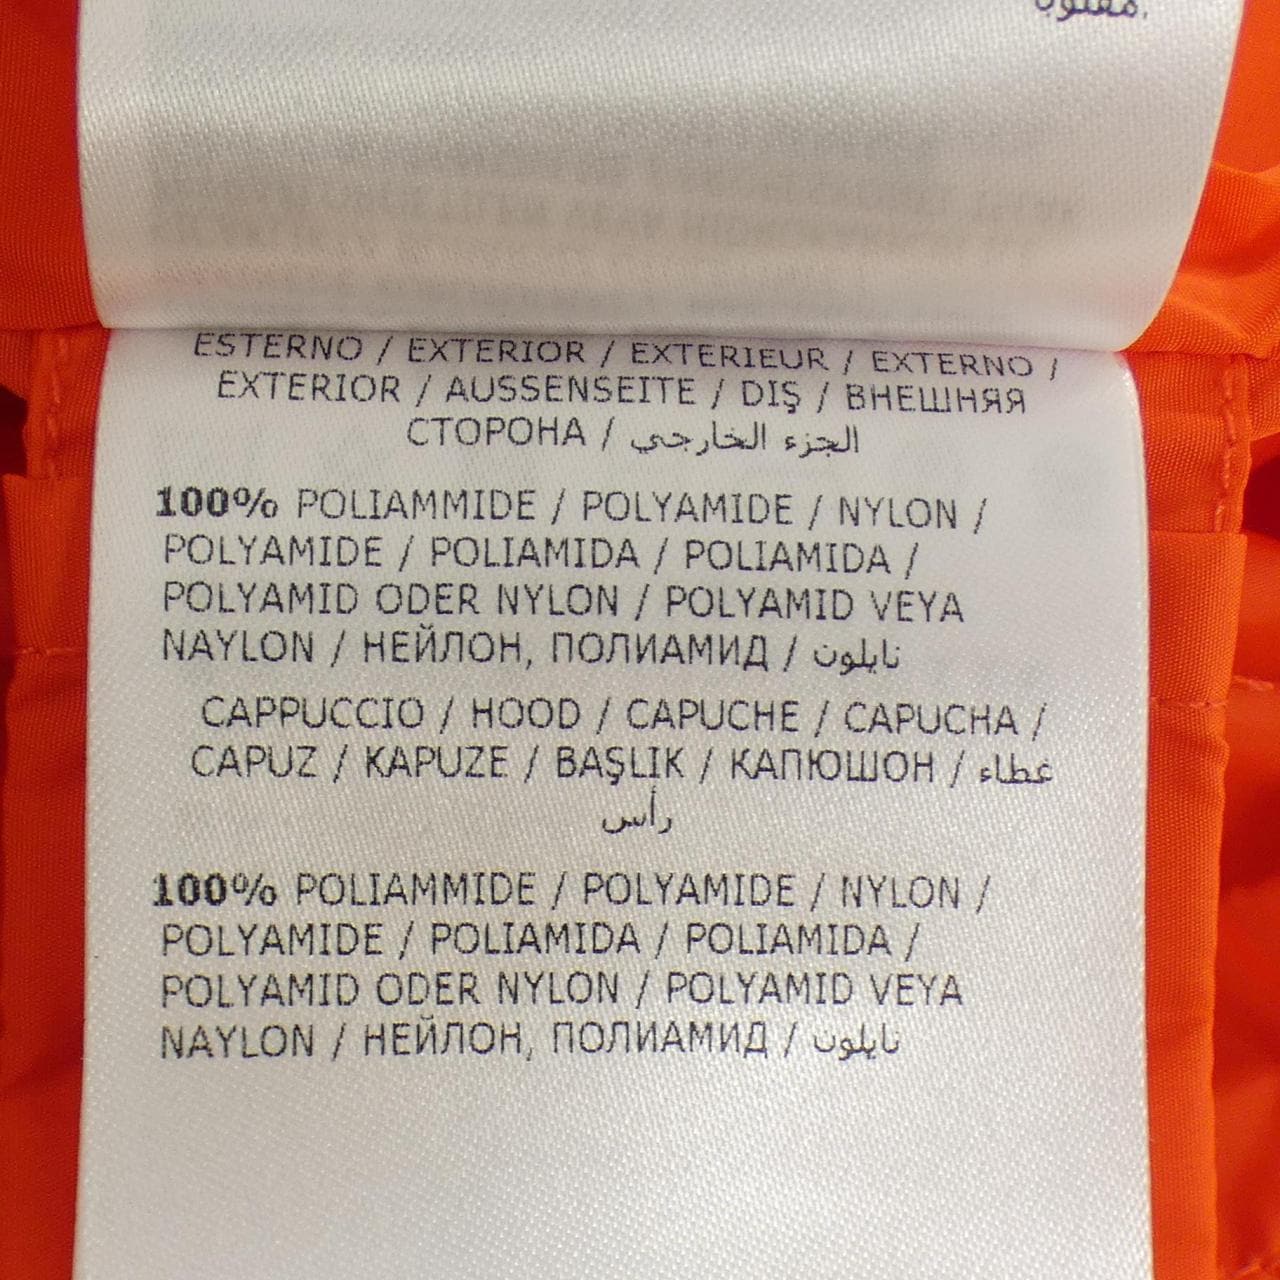 ESTERNO / EXTERIOR / EXTERIEUR / EXTERNO /
EXTERIOR / AUSSENSEITE / DIŞ / ВНЕШНЯЯ
СТОРОНА / الجزء الخارجي
100% POLIAMMIDE / POLYAMIDE / NYLON /
POLYAMIDE / POLIAMIDA / POLIAMIDA /
POLYAMID ODER NYLON / POLYAMID VEYA
NAYLON / НЕЙЛОН, ПОЛИАМИД / نايلون
CAPPUCCIO / HOOD / CAPUCHE / CAPUCHA /
CAPUZ / KAPUZE / BAŞLIK / КАПЮШОН / غطاء
رأس
100% POLIAMMIDE / POLYAMIDE / NYLON /
POLYAMIDE / POLIAMIDA / POLIAMIDA /
POLYAMID ODER NYLON / POLYAMID VEYA
NAYLON / НЕЙЛОН, ПОЛИАМИД / نايلون